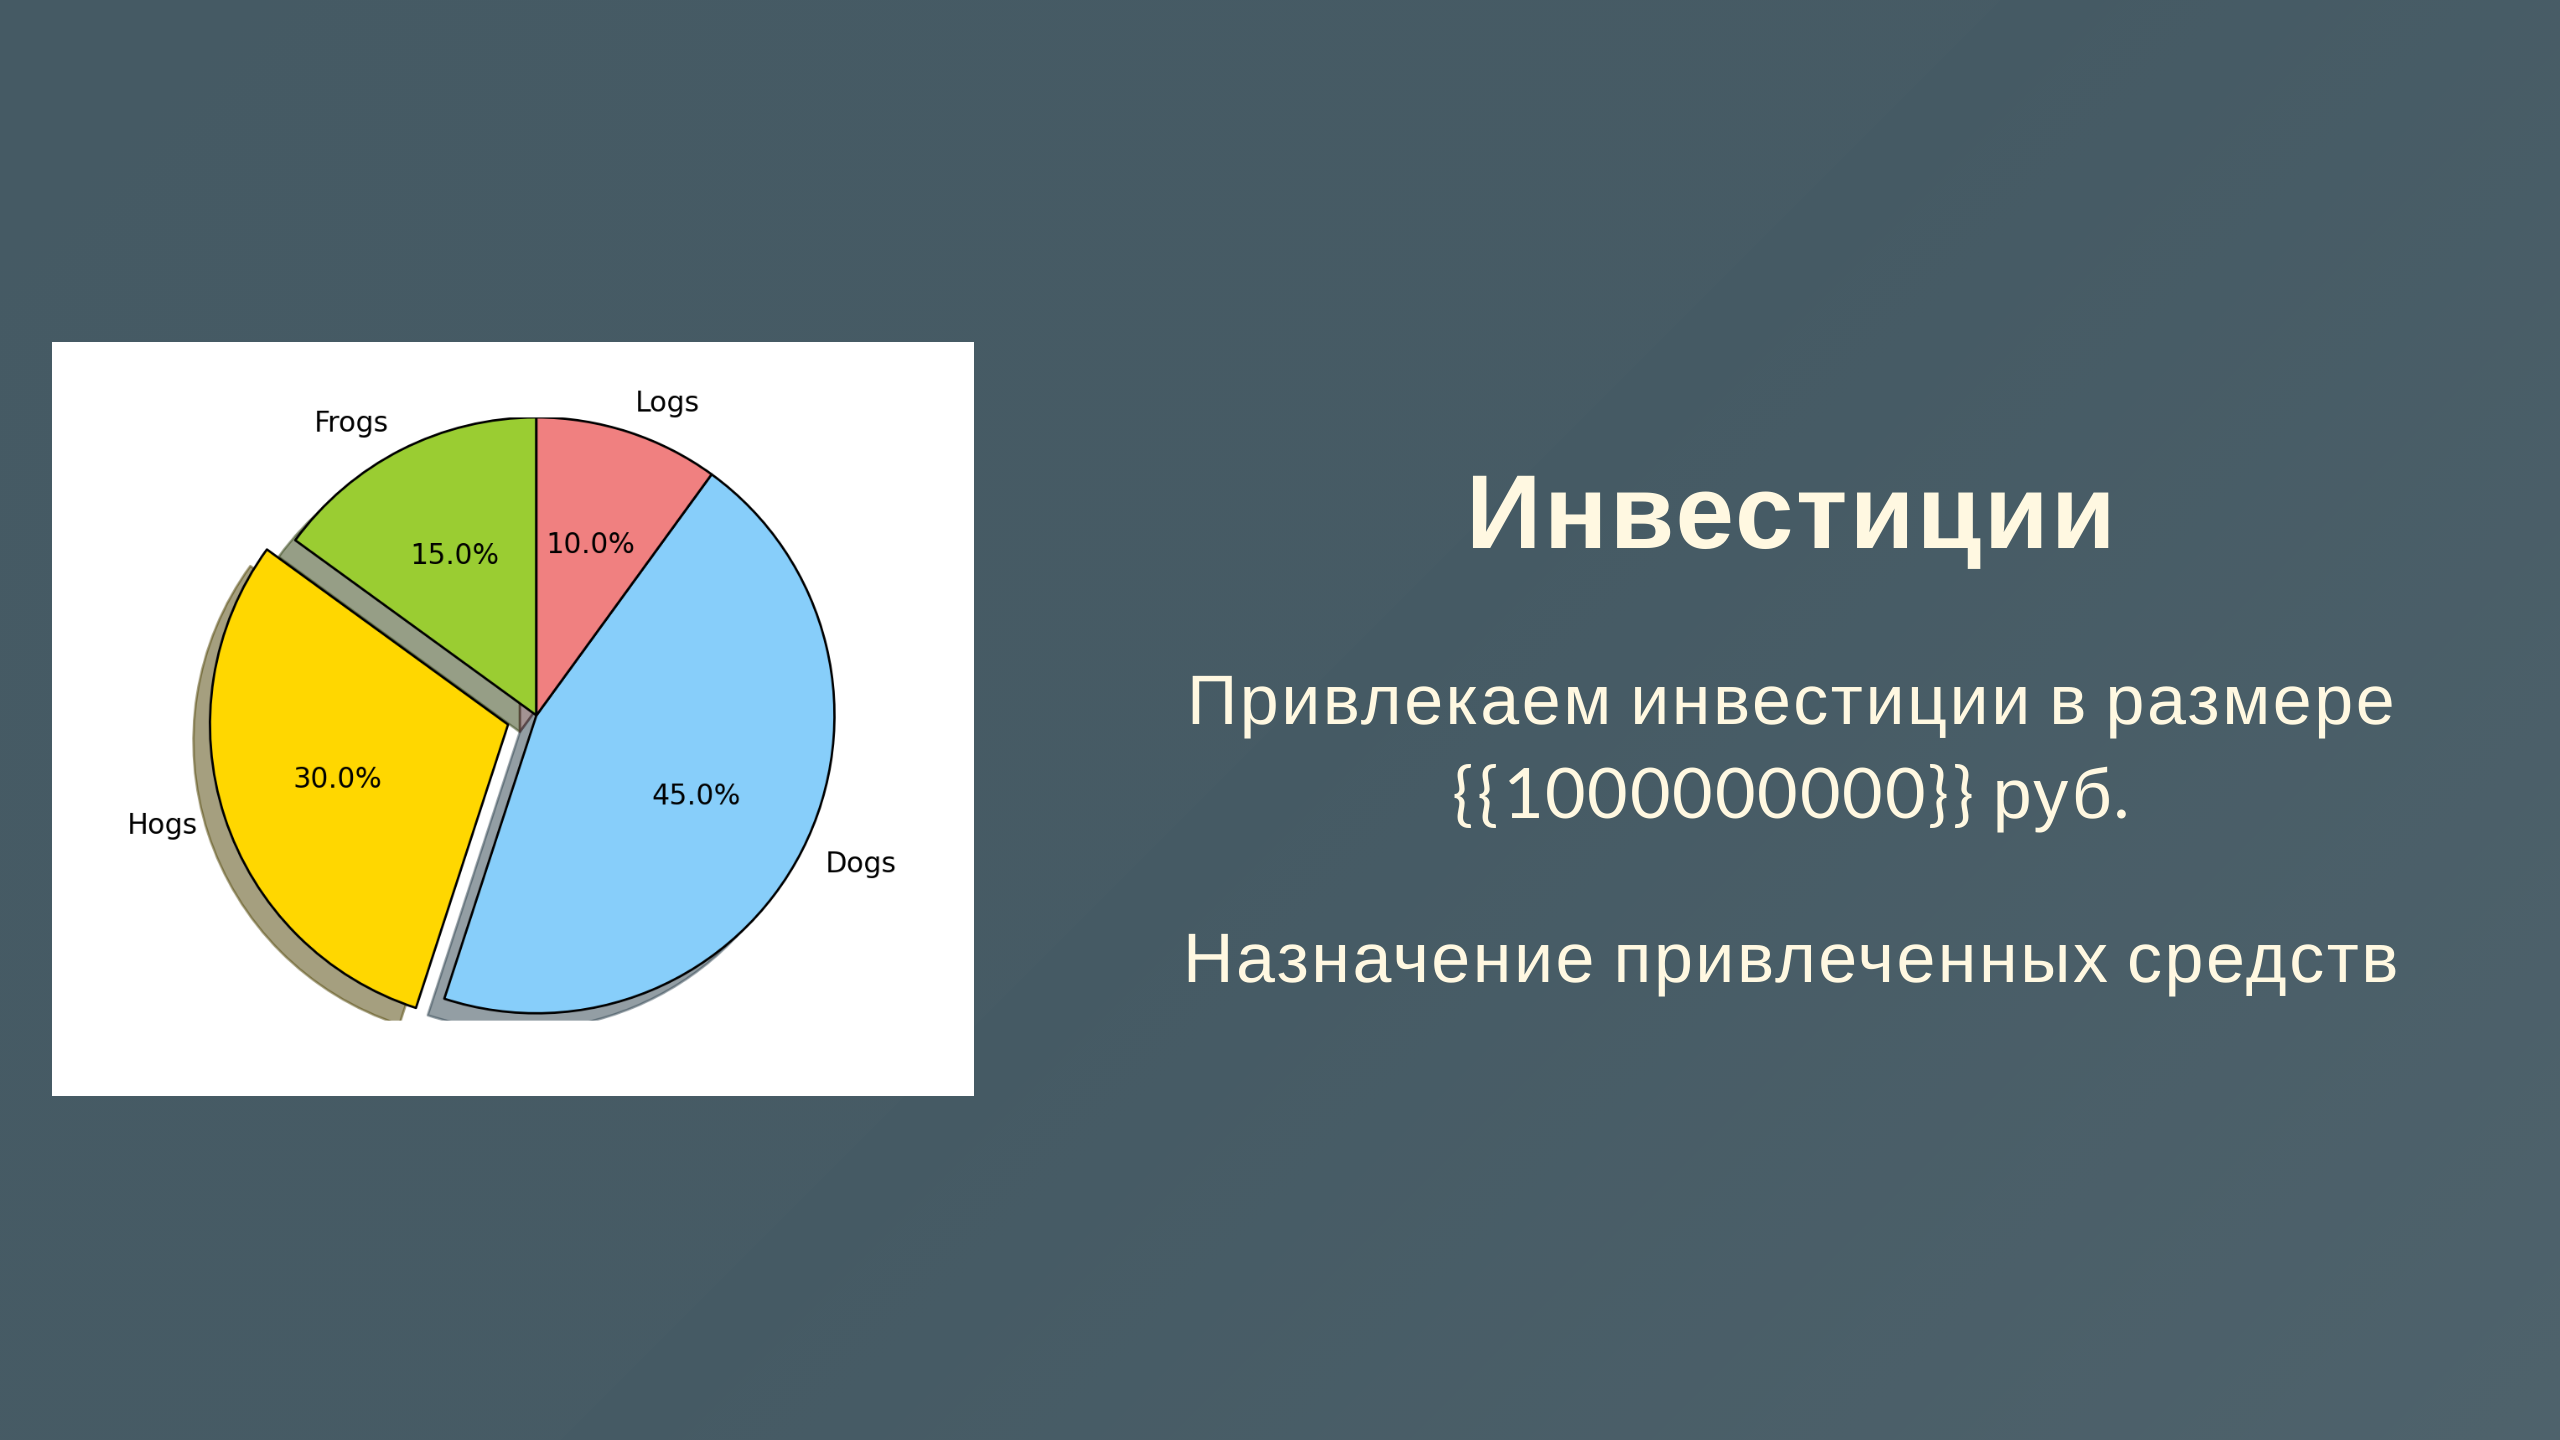 Frogs
Logs
15.0%
10.0%
30.0%
45.0%
Hogs
Dogs
Инвестиции
Привлекаем инвестиции в размере
{{1000000000}} руб.
Назначение привлеченных средств